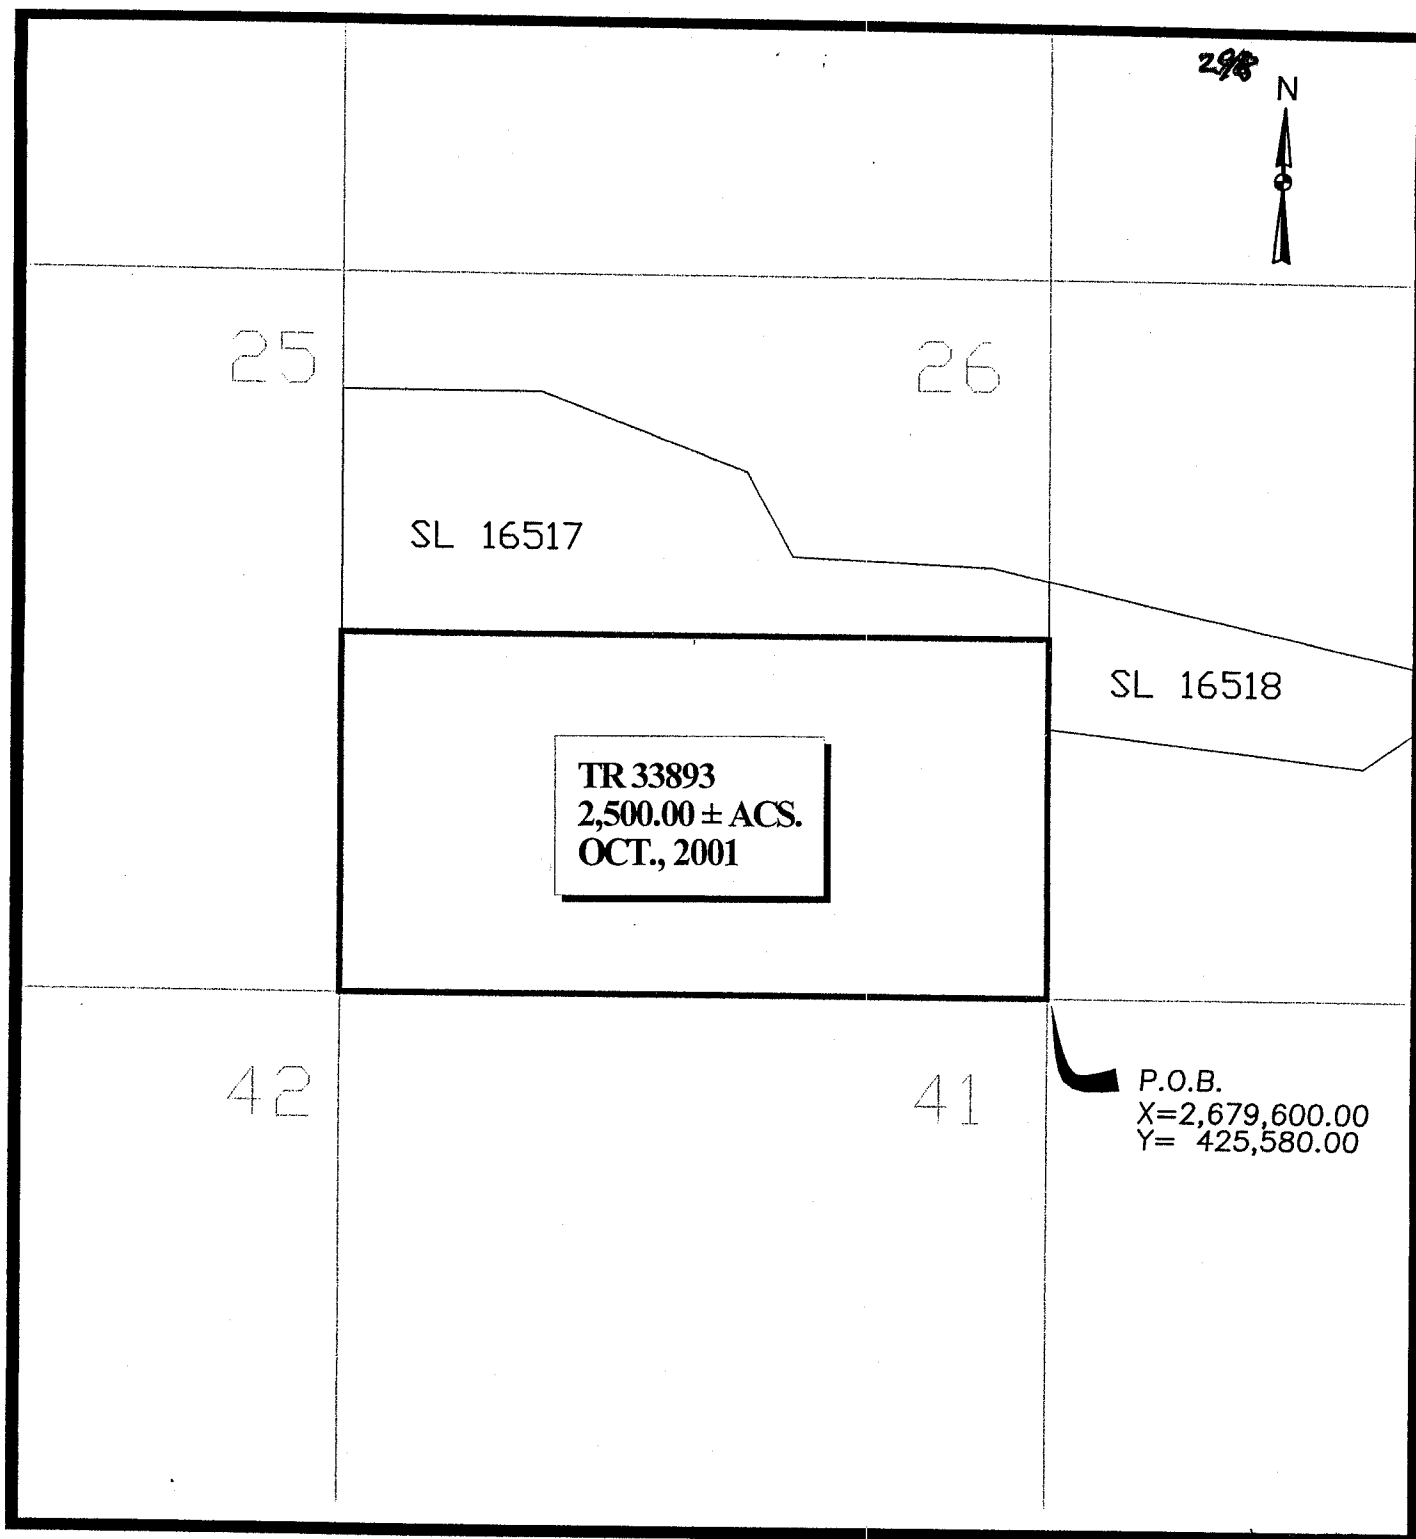 N
25
26
SL 16517
SL 16518
TR 33893
2,500.00 ± ACS.
OCT., 2001
42
41
P.O.B.
X=2,679,600.00
Y= 425,580.00